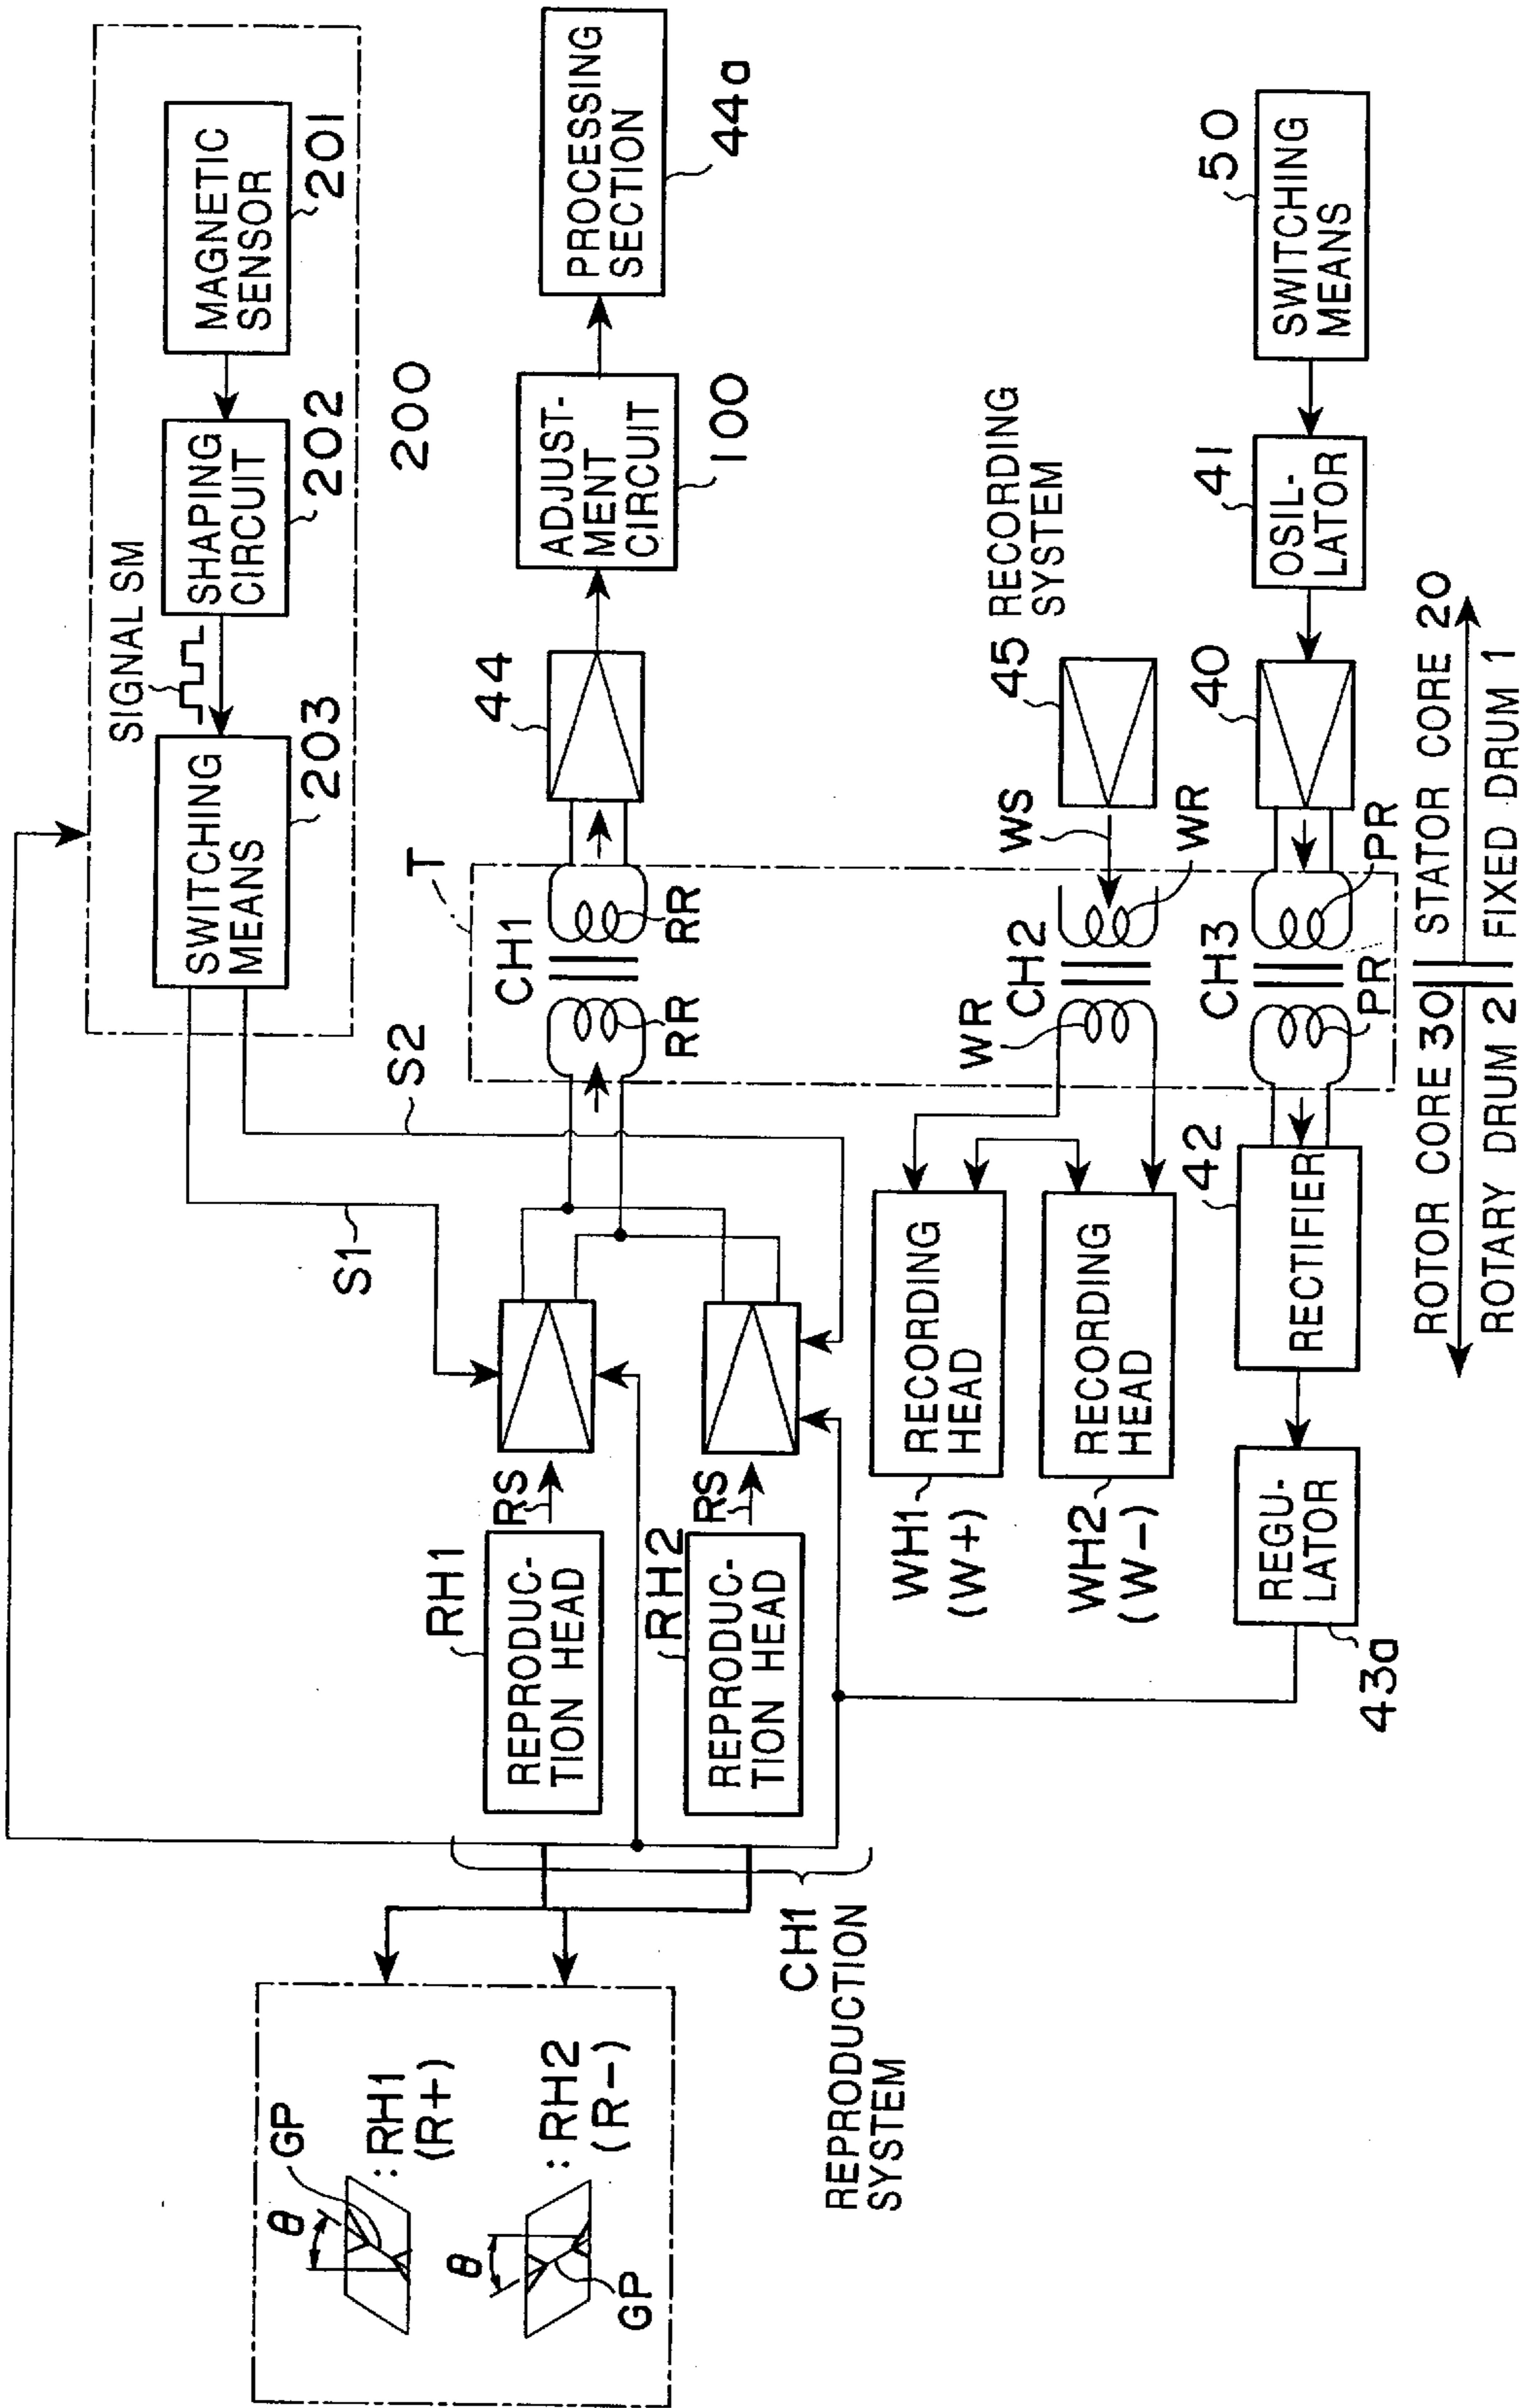 MAGNETIC
SENSOR
201
SHAPING
CIRCUIT
202
SIGNAL SM
SWITCHING
MEANS
203
200
PROCESSING
SECTION
44a
ADJUST-
MENT
CIRCUIT
100
44
T
CH1
RR
RR
S1
S2
RS
RH1
REPRODUC-
TION HEAD
RS
RH2
REPRODUC-
TION HEAD
CH1
REPRODUCTION
SYSTEM
θ
GP
:RH1
(R+)
θ
GP
:RH2
(R−)
45 RECORDING
SYSTEM
WS
WR
CH2
WR
RECORDING
HEAD
WH1
(W+)
RECORDING
HEAD
WH2
(W−)
50
SWITCHING
MEANS
41
OSIL-
LATOR
40
PR
CH3
PR
42
RECTIFIER
REGU-
LATOR
43a
ROTOR CORE 30
STATOR CORE 20
ROTARY DRUM 2
FIXED DRUM 1